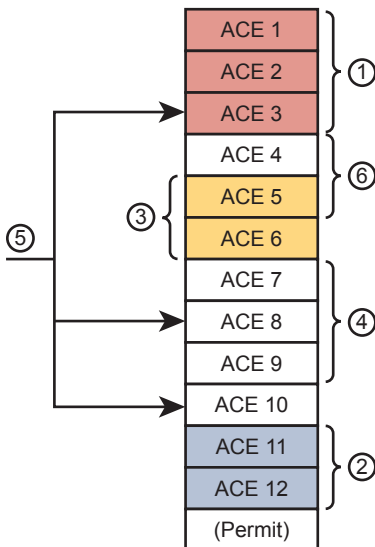 ACE 1
ACE 2
①
ACE 3
ACE 4
⑥
ACE 5
③
ACE 6
⑤
ACE 7
ACE 8
④
ACE 9
ACE 10
ACE 11
②
ACE 12
(Permit)